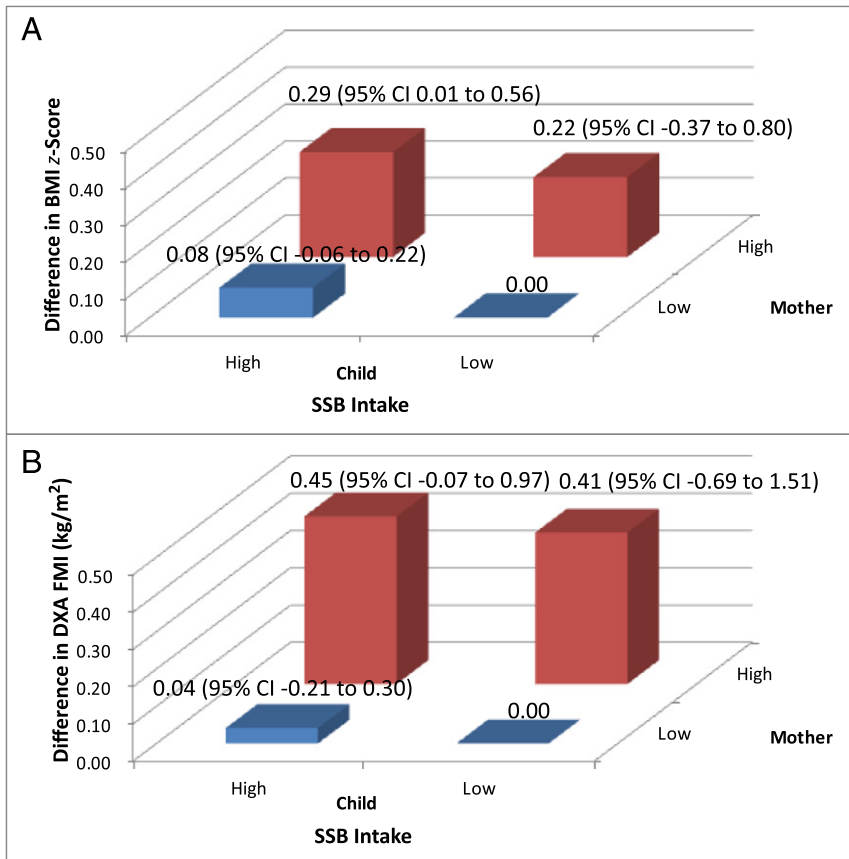 A
0.29 (95% CI 0.01 to 0.56)
0.22 (95% CI -0.37 to 0.80)
0.08 (95% CI -0.06 to 0.22)
0.00
Difference in BMI z-Score
0.50
0.40
0.30
0.20
0.10
0.00
High
Low
Mother
High
Low
Child
SSB Intake
B
0.45 (95% CI -0.07 to 0.97)
0.41 (95% CI -0.69 to 1.51)
0.04 (95% CI -0.21 to 0.30)
0.00
Difference in DXA FMI (kg/m²)
0.50
0.40
0.30
0.20
0.10
0.00
High
Low
Mother
High
Low
Child
SSB Intake